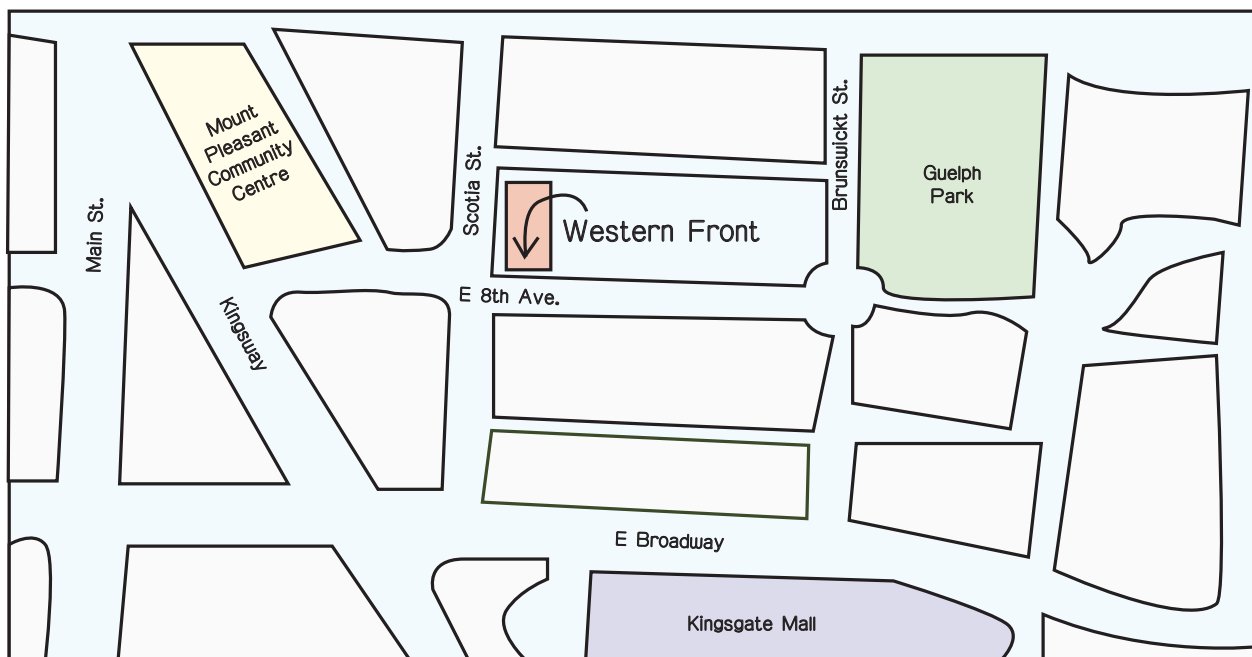 Mount
Pleasant
Community
Centre
Main St.
Kingsway
Scotia St.
Western Front
E 8th Ave.
Brunswickt St.
Guelph
Park
E Broadway
Kingsgate Mall